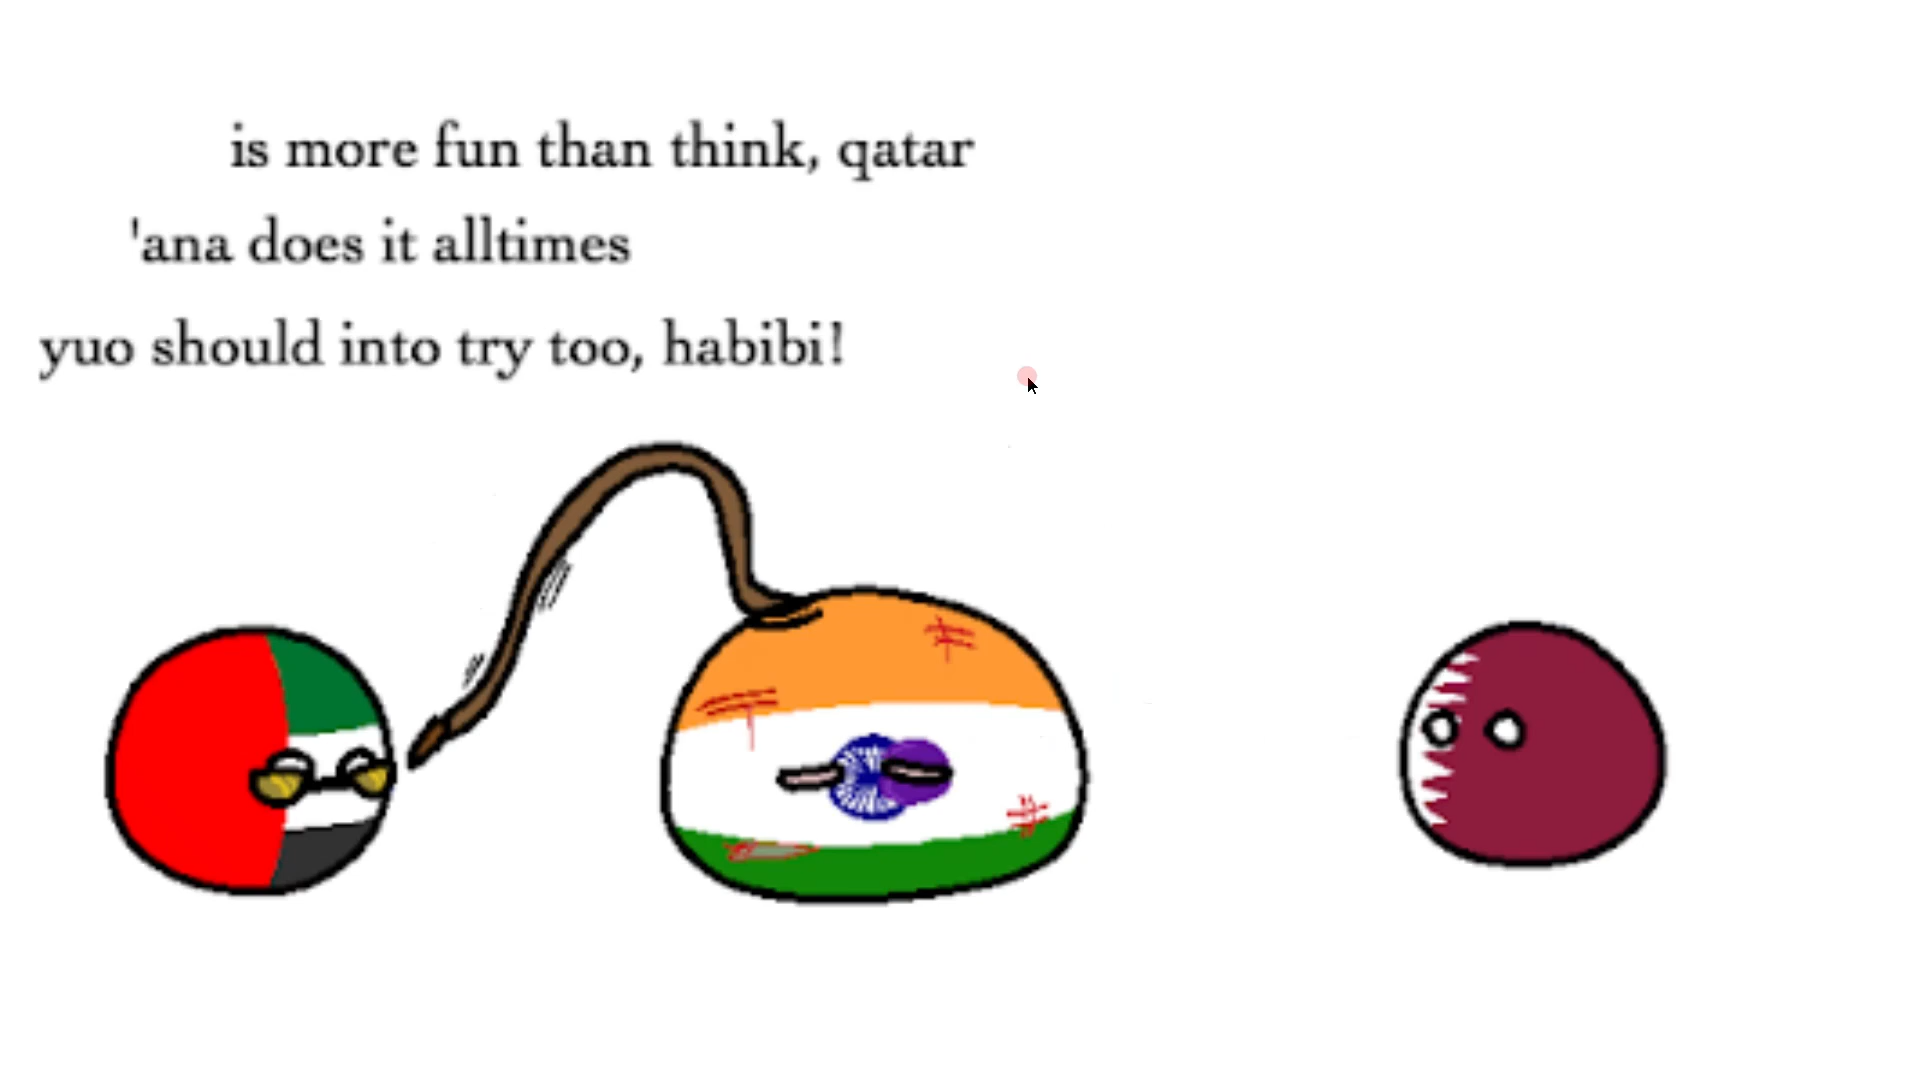 is more fun than think, qatar
'ana does it alltimes
yuo should into try too, habibi!